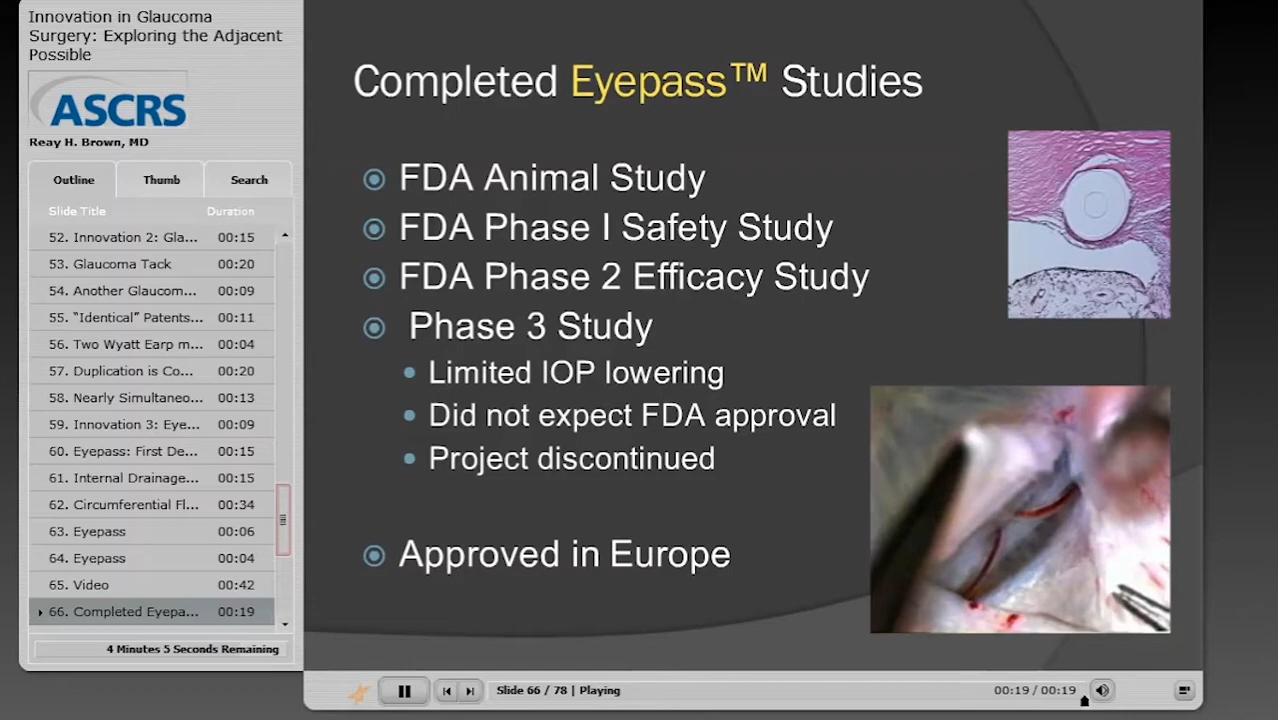 Innovation in Glaucoma
Surgery: Exploring the Adjacent
Possible
ASCRS
Reay H. Brown, MD
Outline Thumb Search
Slide Title Duration
52. Innovation 2: Gla... 00:15
53. Glaucoma Tack 00:20
54. Another Glaucom... 00:09
55. “Identical” Patents... 00:11
56. Two Wyatt Earp m... 00:04
57. Duplication is Co... 00:20
58. Nearly Simultaneo... 00:13
59. Innovation 3: Eye... 00:09
60. Eyepass: First De... 00:15
61. Internal Drainage... 00:15
62. Circumferential Fl... 00:34
63. Eyepass 00:06
64. Eyepass 00:04
65. Video 00:42
66. Completed Eyepa... 00:19
4 Minutes 5 Seconds Remaining
Completed Eyepass™ Studies
FDA Animal Study
FDA Phase I Safety Study
FDA Phase 2 Efficacy Study
Phase 3 Study
Limited IOP lowering
Did not expect FDA approval
Project discontinued
Approved in Europe
Slide 66 / 78 | Playing
00:19 / 00:19